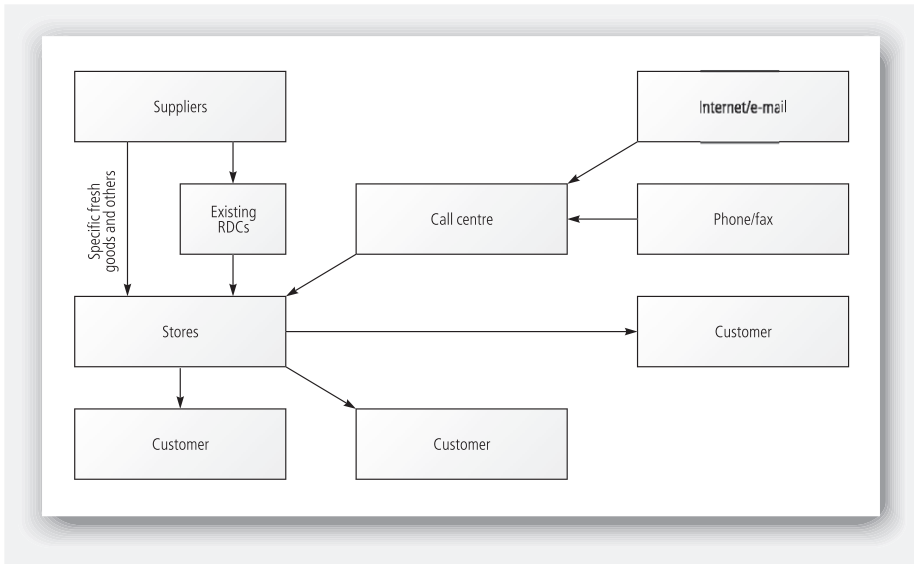 Suppliers
Internet/e-mail
Specific fresh
goods and others
Existing
RDCs
Call centre
Phone/fax
Stores
Customer
Customer
Customer